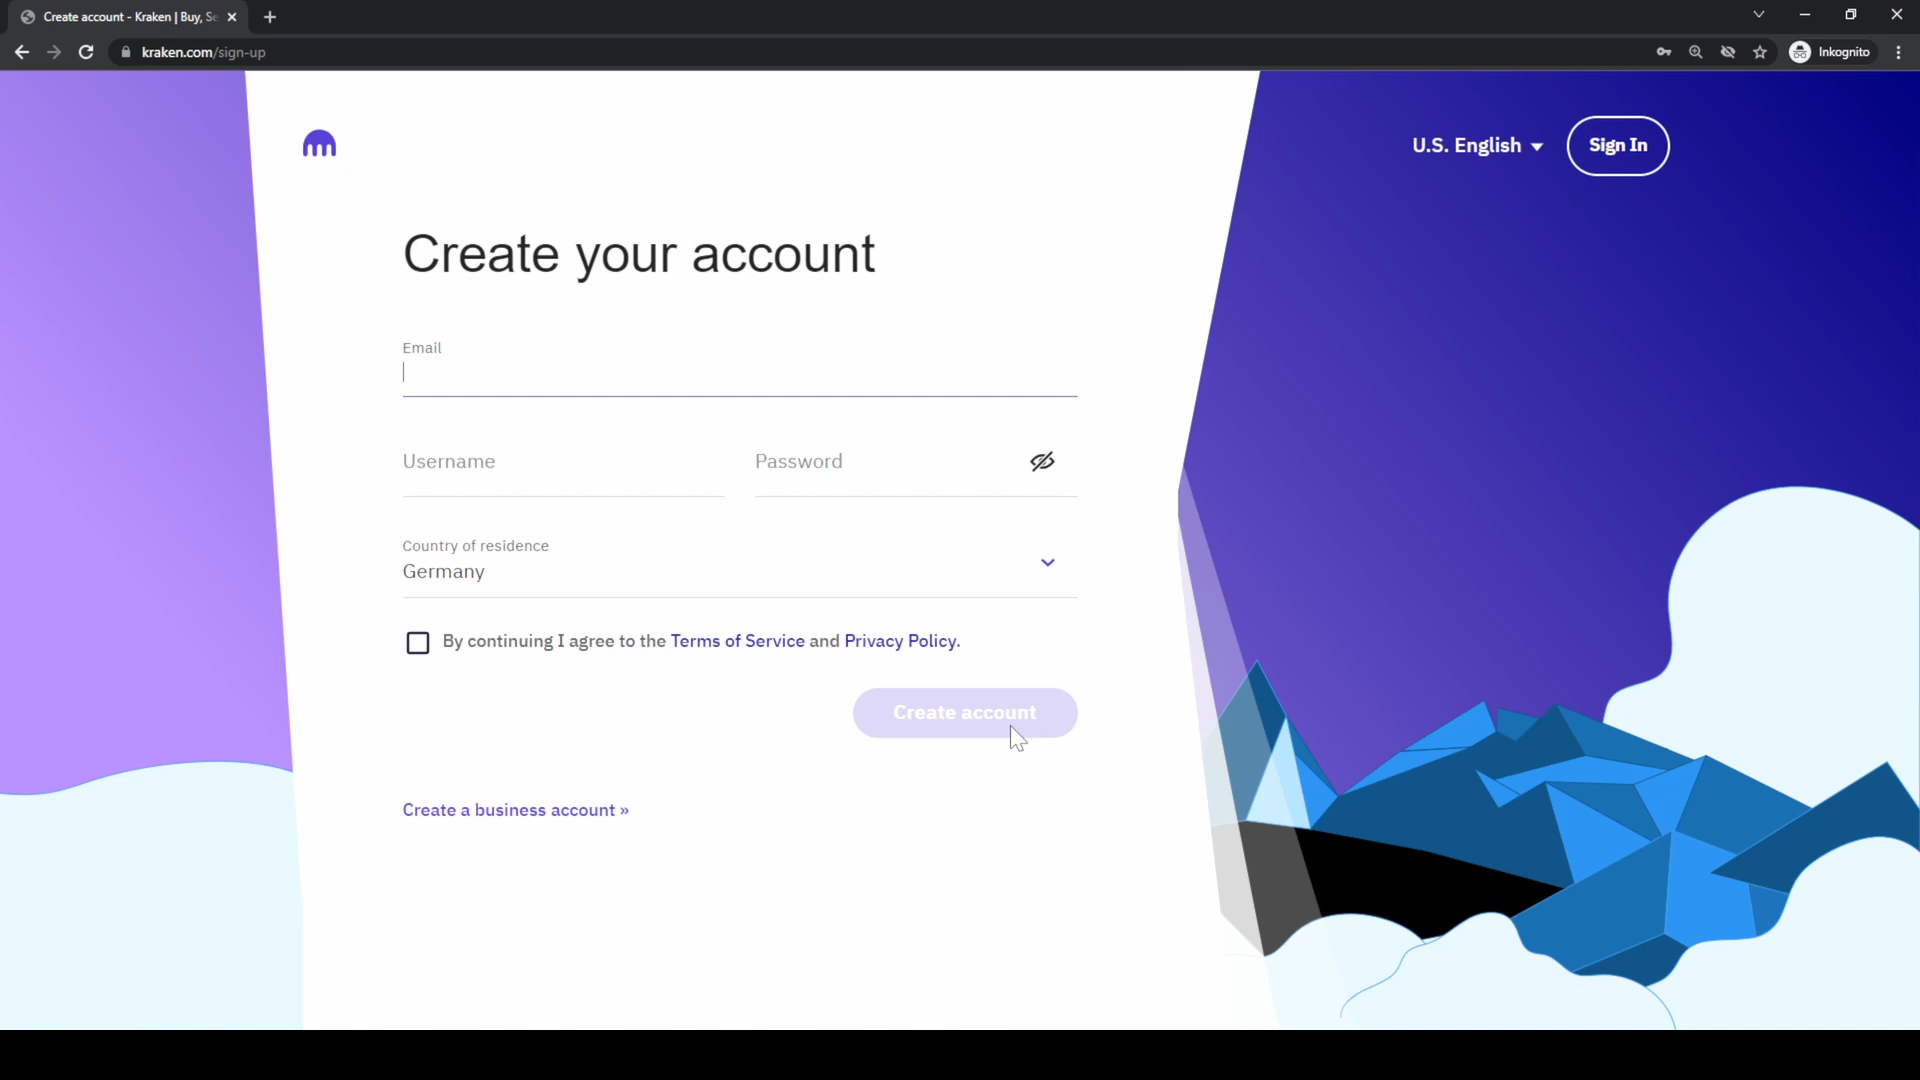 Create account - Kraken | Buy, Se
kraken.com/sign-up
Inkognito
U.S. English
Sign In
Create your account
Email
Username
Password
Country of residence
Germany
By continuing I agree to the Terms of Service and Privacy Policy.
Create account
Create a business account »